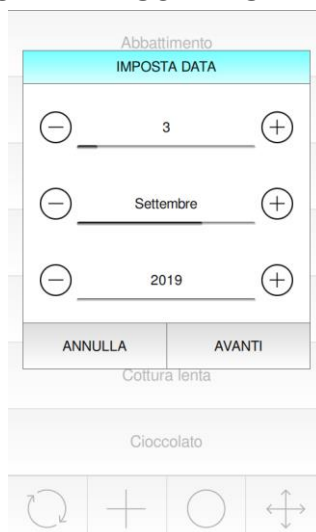 Abbattimento
IMPOSTA DATA
3
Settembre
2019
ANNULLA AVANTI
Cottura lenta
Cioccolato